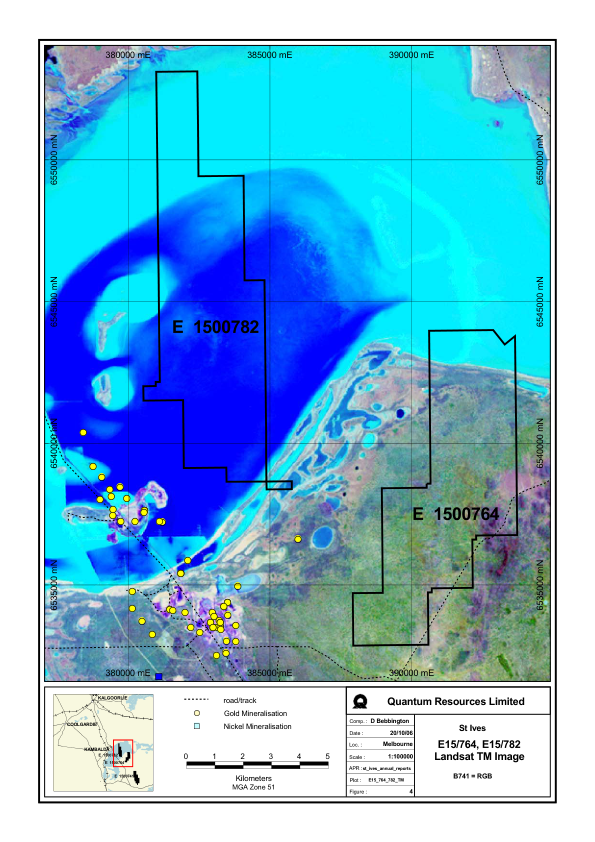 380000 mE
385000 mE
390000 mE
6550000 mN
6550000 mN
6545000 mN
6545000 mN
E 1500782
6540000 mN
6540000 mN
E 1500764
6535000 mN
6535000 mN
380000 mE
385000 mE
390000 mE
KALGOORLIE
COOLGARDIE
KAMBALDA
road/track
Gold Mineralisation
Nickel Mineralisation
0 1 2 3 4 5
Kilometers
MGA Zone 51
Quantum Resources Limited
Comp.: D Bebbington
Date : 20/10/06
Loc. : Melbourne
Scale : 1:100000
APR : st_ives_annual_reports
Plot : E15_764_782_TM
Figure : 4
St Ives
E15/764, E15/782
Landsat TM Image
B741 = RGB